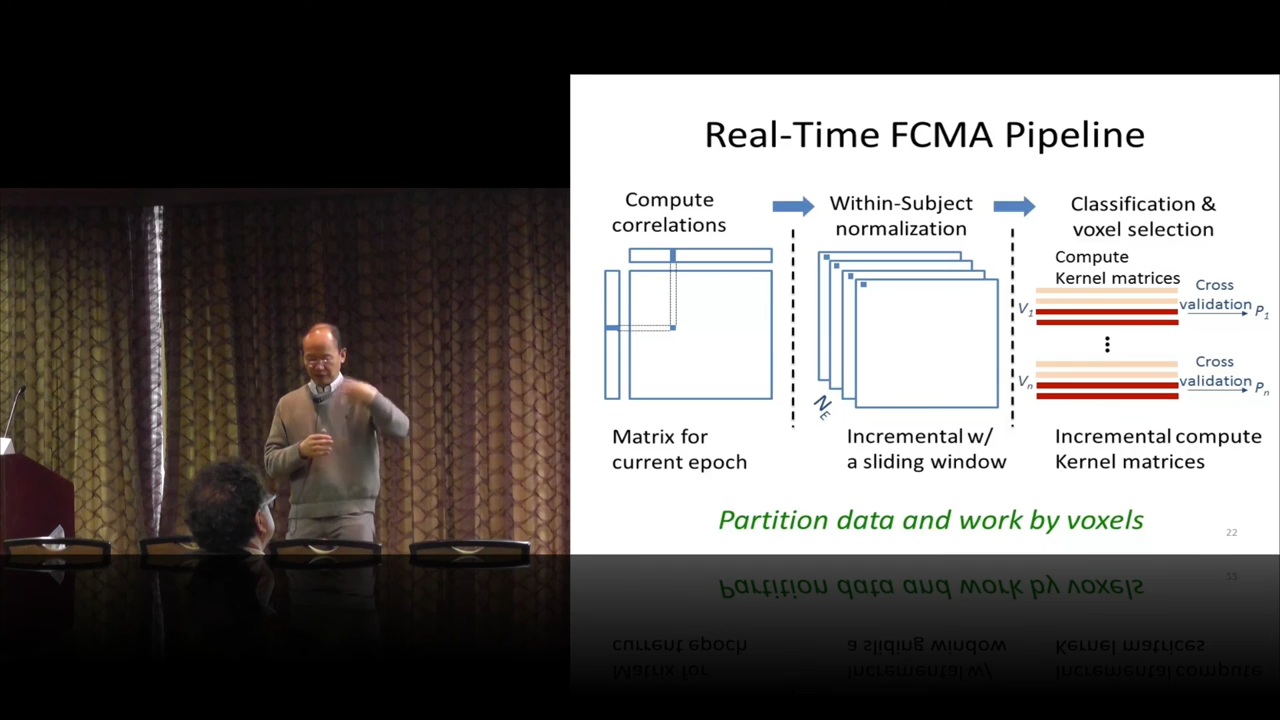 Real-Time FCMA Pipeline
Compute
correlations
Within-Subject
normalization
Classification &
voxel selection
Compute
Kernel matrices
V1
Cross
validation
P1
Vn
Cross
validation
Pn
NE
Matrix for
current epoch
Incremental w/
a sliding window
Incremental compute
Kernel matrices
Partition data and work by voxels
22